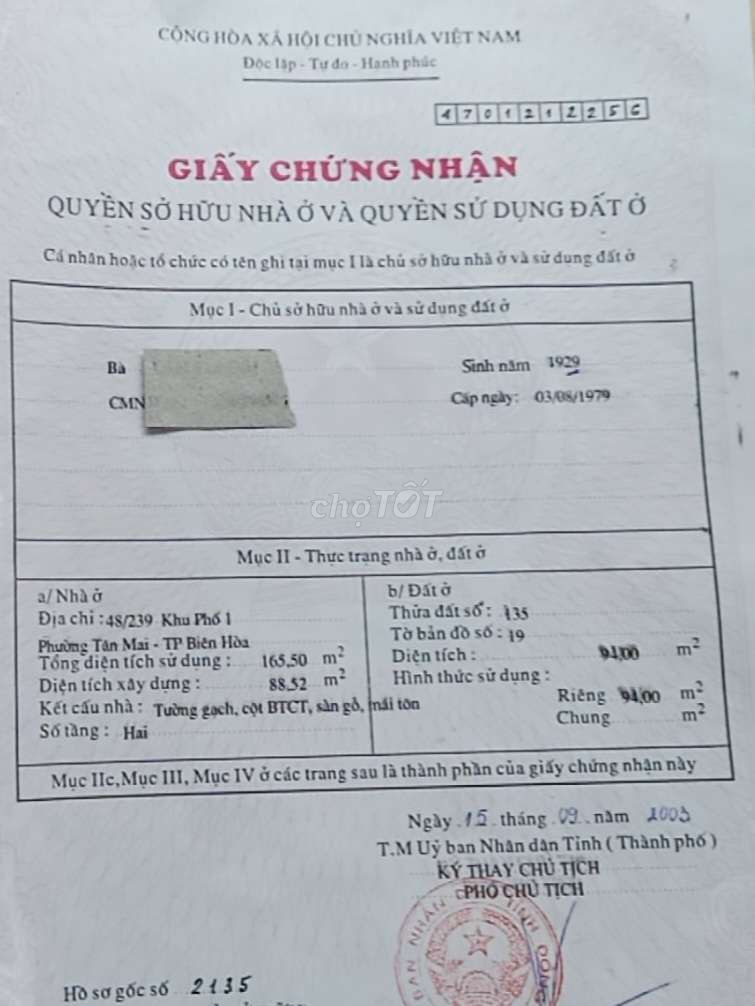 CỘNG HÒA XÃ HỘI CHỦ NGHĨA VIỆT NAM
Độc lập - Tự do - Hạnh phúc
4701212256
GIẤY CHỨNG NHẬN
QUYỀN SỞ HỮU NHÀ Ở VÀ QUYỀN SỬ DỤNG ĐẤT Ở
Cá nhân hoặc tổ chức có tên ghi tại mục I là chủ sở hữu nhà ở và sử dụng đất ở
Mục I - Chủ sở hữu nhà ở và sử dụng đất ở
Bà Sinh năm 1929
CMN Cấp ngày: 03/08/1979
chợTỐT
Mục II - Thực trạng nhà ở, đất ở
a/ Nhà ở
Địa chỉ : 48/239 Khu Phố 1
Phường Tân Mai - TP Biên Hòa
Tổng diện tích sử dụng : 165,50 m²
Diện tích xây dựng : 88,52 m²
Kết cấu nhà : Tường gạch, cột BTCT, sàn gỗ, mái tôn
Số tầng : Hai
b/ Đất ở
Thửa đất số : 135
Tờ bản đồ số : 19
Diện tích : 94,00 m²
Hình thức sử dụng :
Riêng 94,00 m²
Chung m²
Mục IIc, Mục III, Mục IV ở các trang sau là thành phần của giấy chứng nhận này
Ngày 15 tháng 09 năm 2003
T.M Uỷ ban Nhân dân Tỉnh ( Thành phố )
KÝ THAY CHỦ TỊCH
PHÓ CHỦ TỊCH
BAN NHÂN TỈNH ĐỒNG
Hồ sơ gốc số 2135